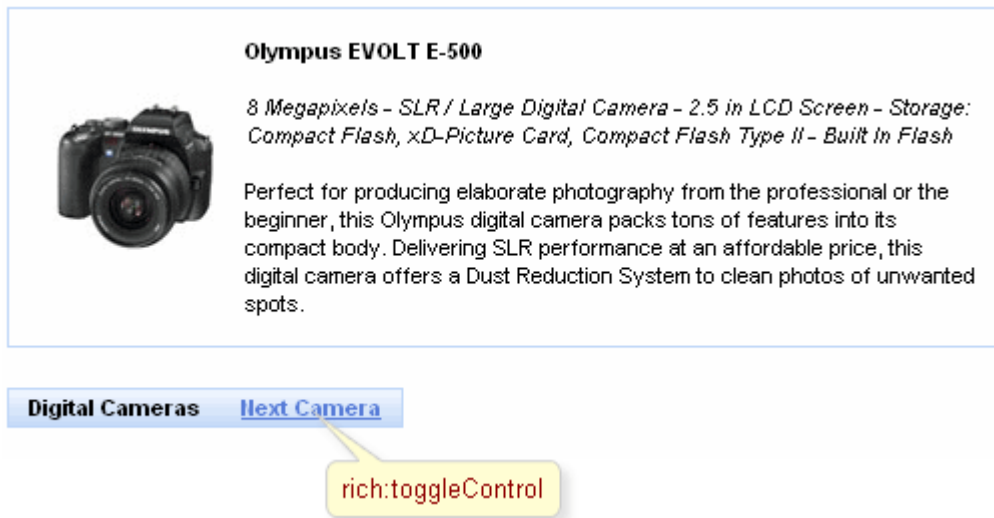 Olympus EVOLT E-500
8 Megapixels - SLR / Large Digital Camera - 2.5 in LCD Screen - Storage:
Compact Flash, xD-Picture Card, Compact Flash Type II - Built In Flash
OLYMPUS
Perfect for producing elaborate photography from the professional or the
beginner, this Olympus digital camera packs tons of features into its
compact body. Delivering SLR performance at an affordable price, this
digital camera offers a Dust Reduction System to clean photos of unwanted
spots.
Digital Cameras Next Camera
rich:toggleControl